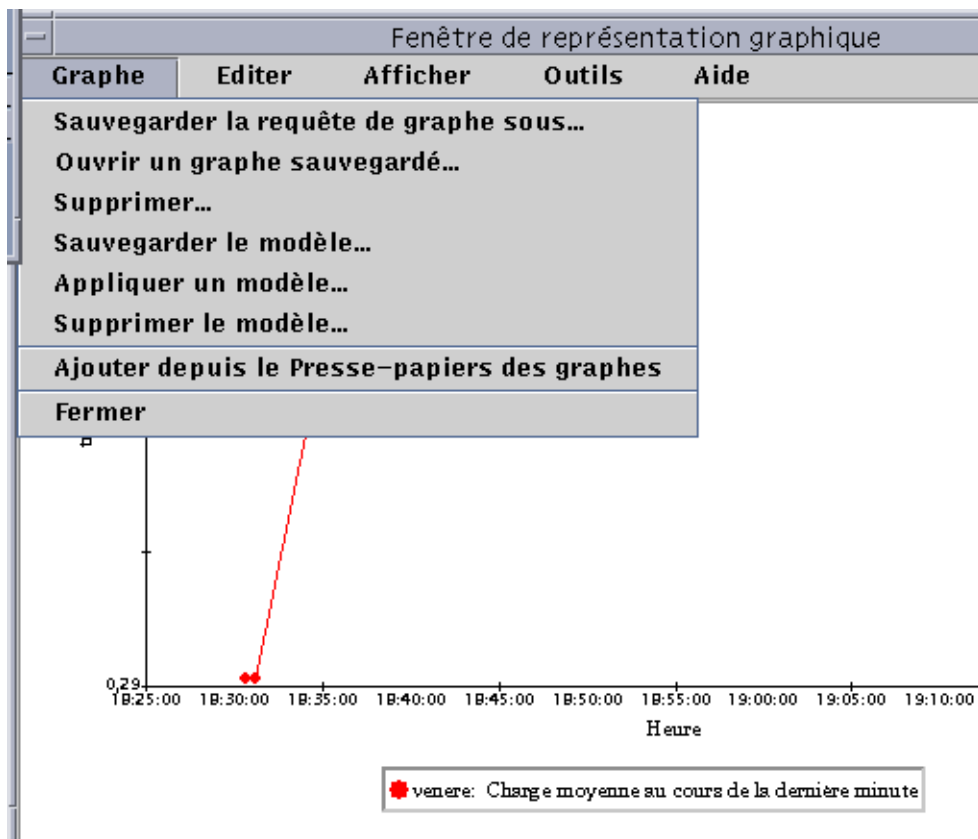 Fenêtre de représentation graphique
Graphe Editer Afficher Outils Aide
Sauvegarder la requête de graphe sous...
Ouvrir un graphe sauvegardé...
Supprimer...
Sauvegarder le modèle...
Appliquer un modèle...
Supprimer le modèle...
Ajouter depuis le Presse-papiers des graphes
Fermer
0,29
18:25:00 18:30:00 18:35:00 18:40:00 18:45:00 18:50:00 18:55:00 19:00:00 19:05:00 19:10:00
Heure
venere: Charge moyenne au cours de la dernière minute